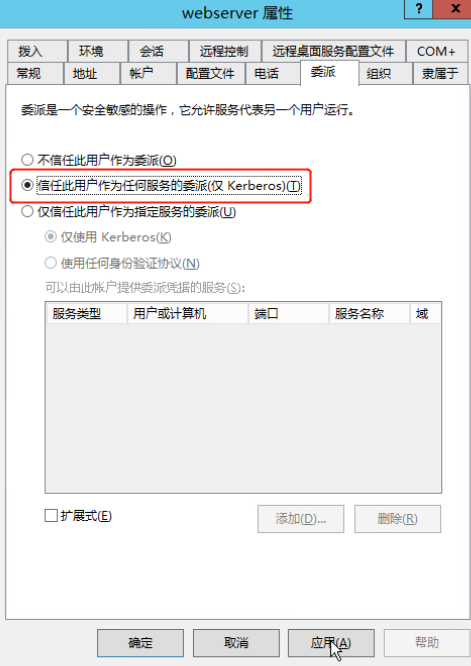 webserver 属性
? x
拨入 环境 会话 远程控制 远程桌面服务配置文件 COM+
常规 地址 帐户 配置文件 电话 委派 组织 隶属于
委派是一个安全敏感的操作，它允许服务代表另一个用户运行。
不信任此用户作为委派(O)
信任此用户作为任何服务的委派(仅 Kerberos)(T)
仅信任此用户作为指定服务的委派(U)
仅使用 Kerberos(K)
使用任何身份验证协议(N)
可以由此帐户提供委派凭据的服务(S):
服务类型 用户或计算机 端口 服务名称 域
扩展式(E)
添加(D)... 删除(R)
确定 取消 应用(A) 帮助